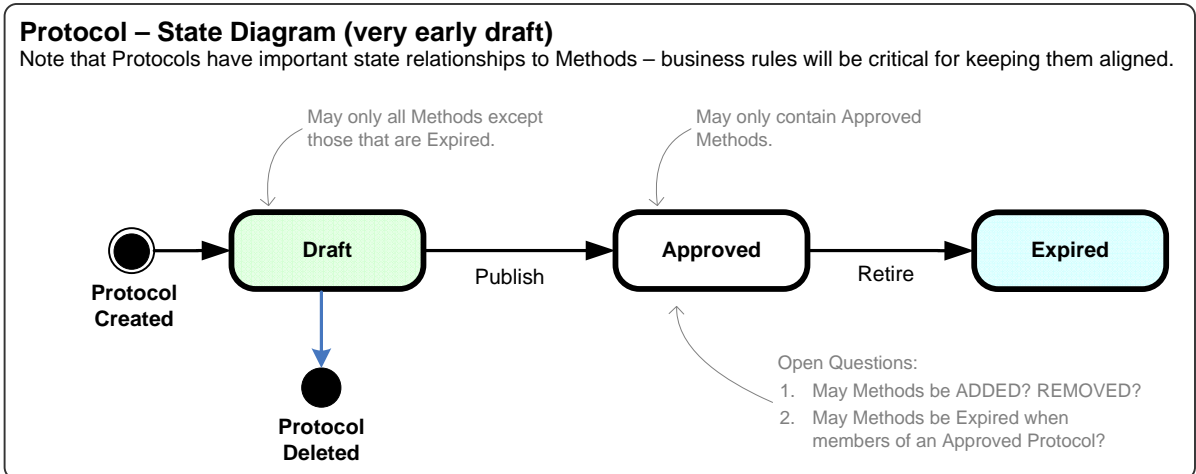 Protocol – State Diagram (very early draft)
Note that Protocols have important state relationships to Methods – business rules will be critical for keeping them aligned.
May only all Methods except
those that are Expired.
May only contain Approved
Methods.
Draft
Approved
Expired
Publish
Retire
Protocol
Created
Open Questions:
1. May Methods be ADDED? REMOVED?
2. May Methods be Expired when
members of an Approved Protocol?
Protocol
Deleted